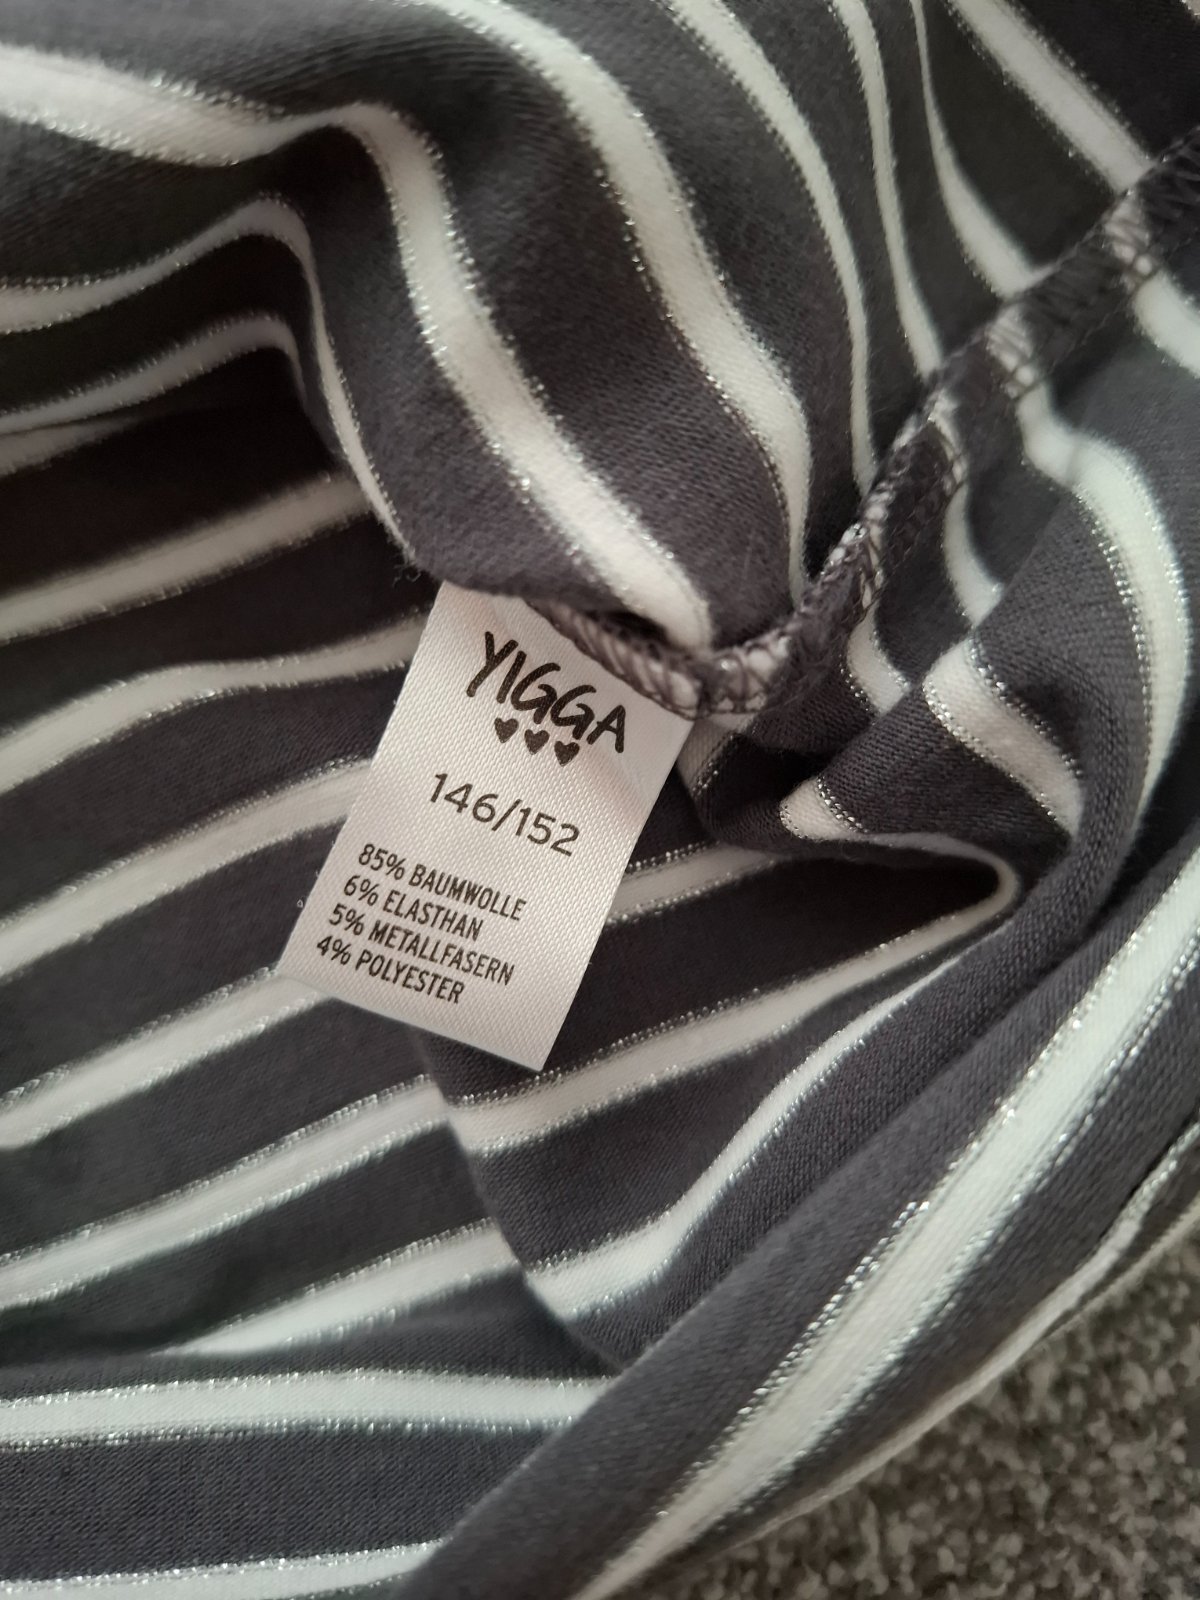 YIGGA
146/152
85% BAUMWOLLE
6% ELASTHAN
5% METALLFASERN
4% POLYESTER